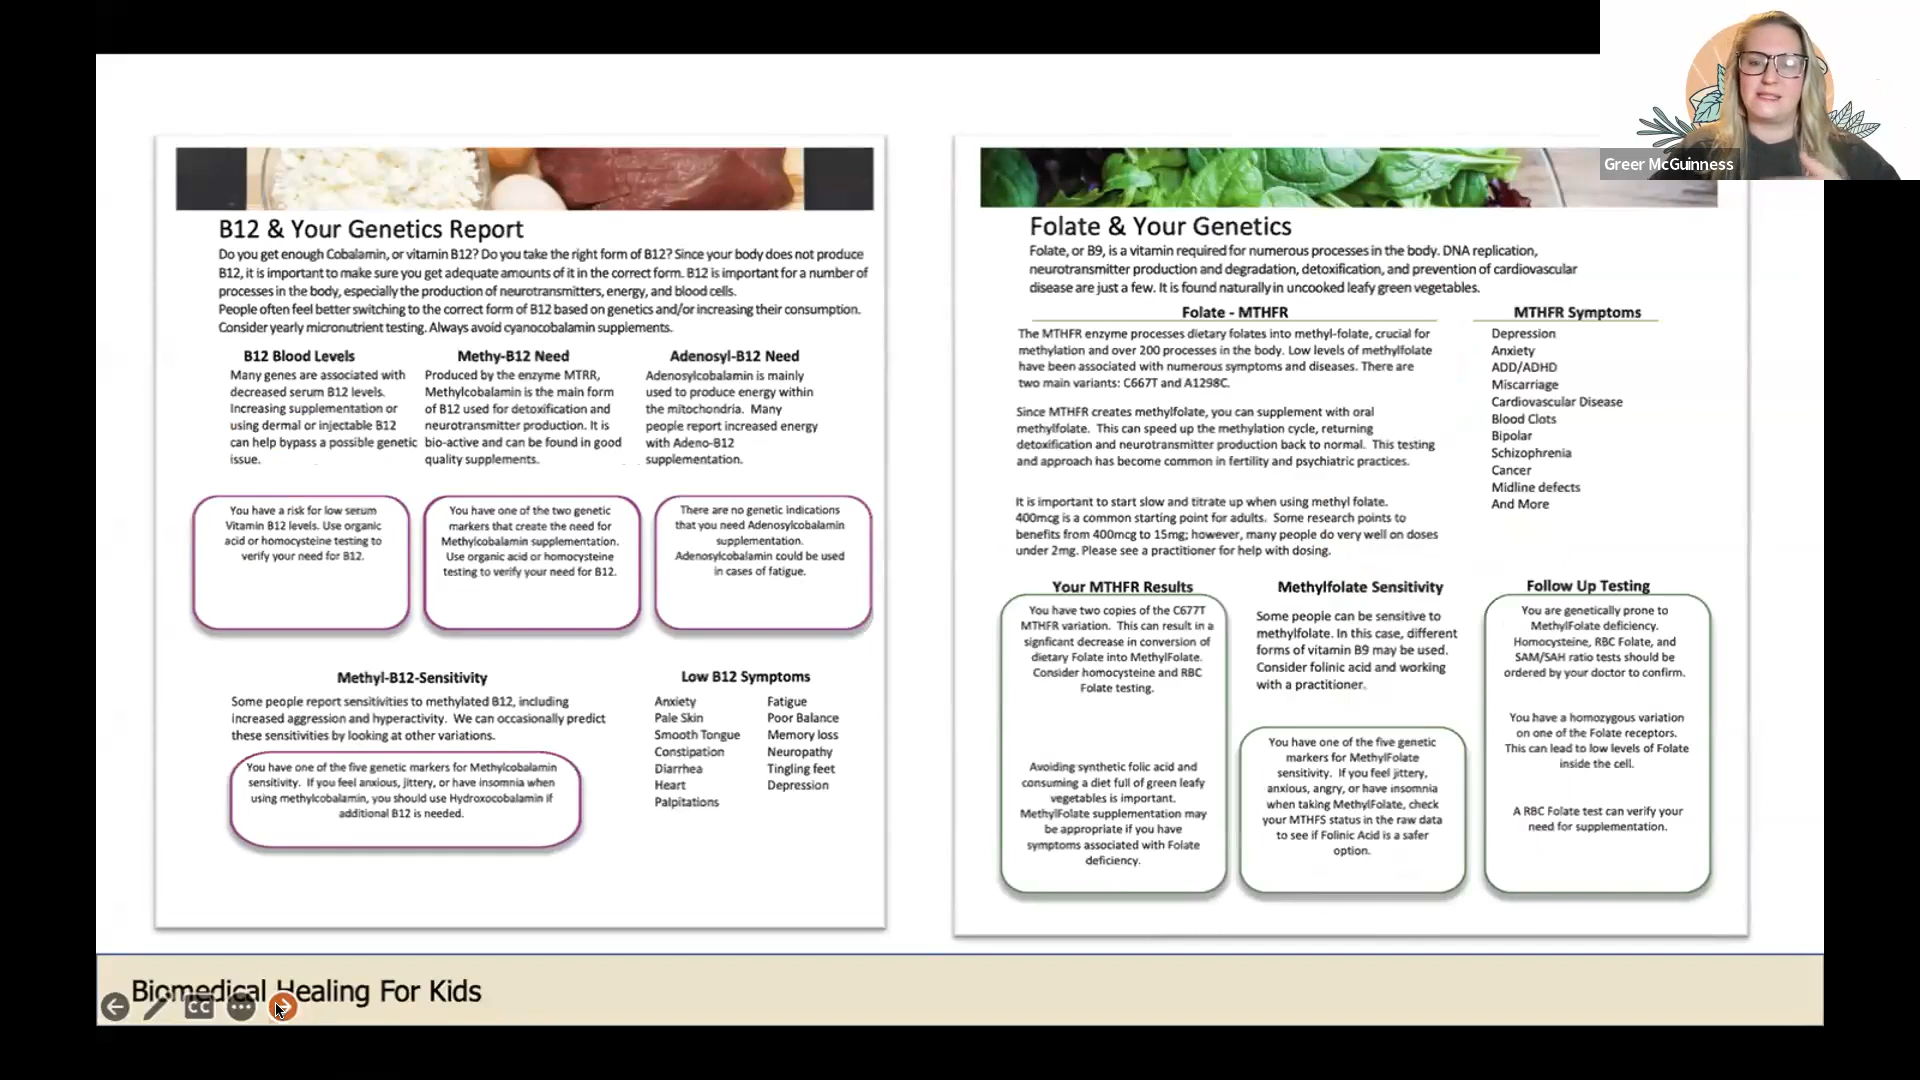 Greer McGuinness
B12 & Your Genetics Report
Do you get enough Cobalamin, or vitamin B12? Do you take the right form of B12? Since your body does not produce
B12, it is important to make sure you get adequate amounts of it in the correct form. B12 is important for a number of
processes in the body, especially the production of neurotransmitters, energy, and blood cells.
People often feel better switching to the correct form of B12 based on genetics and/or increasing their consumption.
Consider yearly micronutrient testing. Always avoid cyanocobalamin supplements.
B12 Blood Levels
Many genes are associated with
decreased serum B12 levels.
Increasing supplementation or
using dermal or injectable B12
can help bypass a possible genetic
issue.
Methy-B12 Need
Produced by the enzyme MTRR,
Methylcobalamin is the main form
of B12 used for detoxification and
neurotransmitter production. It is
bio-active and can be found in good
quality supplements.
Adenosyl-B12 Need
Adenosylcobalamin is mainly
used to produce energy within
the mitochondria. Many
people report increased energy
with Adeno-B12
supplementation.
You have a risk for low serum
Vitamin B12 levels. Use organic
acid or homocysteine testing to
verify your need for B12.
You have one of the two genetic
markers that create the need for
Methylcobalamin supplementation.
Use organic acid or homocysteine
testing to verify your need for B12.
There are no genetic indications
that you need Adenosylcobalamin
supplementation.
Adenosylcobalamin could be used
in cases of fatigue.
Methyl-B12-Sensitivity
Some people report sensitivities to methylated B12, including
increased aggression and hyperactivity. We can occasionally predict
these sensitivities by looking at other variations.
You have one of the five genetic markers for Methylcobalamin
sensitivity. If you feel anxious, jittery, or have insomnia when
using methylcobalamin, you should use Hydroxocobalamin if
additional B12 is needed.
Low B12 Symptoms
Anxiety
Pale Skin
Smooth Tongue
Constipation
Diarrhea
Heart
Palpitations
Fatigue
Poor Balance
Memory loss
Neuropathy
Tingling feet
Depression
Folate & Your Genetics
Folate, or B9, is a vitamin required for numerous processes in the body. DNA replication,
neurotransmitter production and degradation, detoxification, and prevention of cardiovascular
disease are just a few. It is found naturally in uncooked leafy green vegetables.
Folate - MTHFR
The MTHFR enzyme processes dietary folates into methyl-folate, crucial for
methylation and over 200 processes in the body. Low levels of methylfolate
have been associated with numerous symptoms and diseases. There are
two main variants: C667T and A1298C.
Since MTHFR creates methylfolate, you can supplement with oral
methylfolate. This can speed up the methylation cycle, returning
detoxification and neurotransmitter production back to normal. This testing
and approach has become common in fertility and psychiatric practices.
It is important to start slow and titrate up when using methyl folate.
400mcg is a common starting point for adults. Some research points to
benefits from 400mcg to 15mg; however, many people do very well on doses
under 2mg. Please see a practitioner for help with dosing.
MTHFR Symptoms
Depression
Anxiety
ADD/ADHD
Miscarriage
Cardiovascular Disease
Blood Clots
Bipolar
Schizophrenia
Cancer
Midline defects
And More
Your MTHFR Results
You have two copies of the C677T
MTHFR variation. This can result in a
signficant decrease in conversion of
dietary Folate into MethylFolate.
Consider homocysteine and RBC
Folate testing.
Avoiding synthetic folic acid and
consuming a diet full of green leafy
vegetables is important.
MethylFolate supplementation may
be appropriate if you have
symptoms associated with Folate
deficiency.
Methylfolate Sensitivity
Some people can be sensitive to
methylfolate. In this case, different
forms of vitamin B9 may be used.
Consider folinic acid and working
with a practitioner.
You have one of the five genetic
markers for MethylFolate
sensitivity. If you feel jittery,
anxious, angry, or have insomnia
when taking MethylFolate, check
your MTHFS status in the raw data
to see if Folinic Acid is a safer
option.
Follow Up Testing
You are genetically prone to
MethylFolate deficiency.
Homocysteine, RBC Folate, and
SAM/SAH ratio tests should be
ordered by your doctor to confirm.
You have a homozygous variation
on one of the Folate receptors.
This can lead to low levels of Folate
inside the cell.
A RBC Folate test can verify your
need for supplementation.
Biomedical Healing For Kids
CC